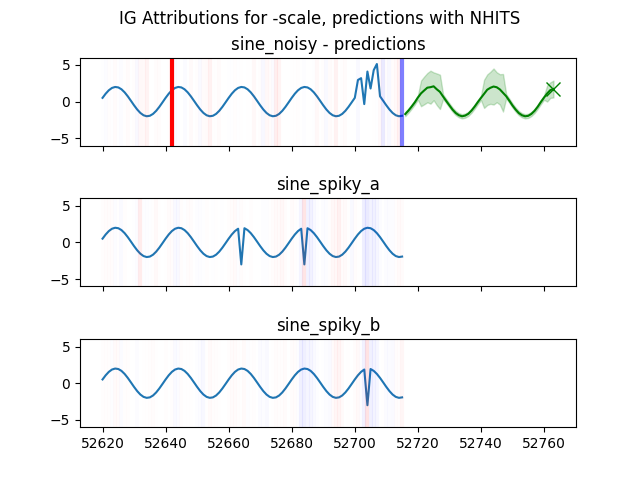 IG Attributions for -scale, predictions with NHITS
sine_noisy - predictions
5
0
−5
sine_spiky_a
5
0
−5
sine_spiky_b
5
0
−5
52620 52640 52660 52680 52700 52720 52740 52760